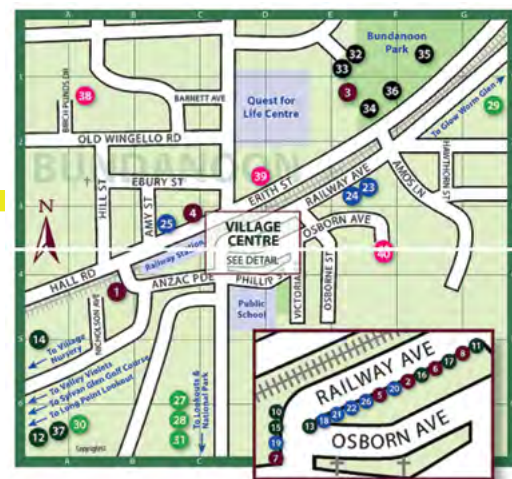 A B C D E F G
Bundanoon
Park
32
35
33
1
3
36
34
38
BIRCH PUNDS DR
BARNETT AVE
Quest for
Life Centre
29
To Glow Worm Glen
2
OLD WINGELLO RD
BUNDANOON
HAWTHORN ST
39
EBURY ST
ERITH ST
RAILWAY AVE
AMOS LN
24
23
HILL ST
AMY ST
3
4
25
N
VILLAGE
CENTRE
SEE DETAIL
OSBORN AVE
Railway Station
40
HALL RD
4
ANZAC PDE
PHILLIP ST
1
NICHOLSON AVE
VICTORIA
OSBORNE ST
Public
School
14
To Village
Nursery
5
To Valley Violets
To Sylvan Glen Golf Course
To Long Point Lookout
To Lookouts &
National Park
27
28
31
12
37
30
6
Copyright
A B C
RAILWAY AVE
11
8
17
6
16
2
20
5
26
22
21
18
13
10
15
19
7
OSBORN AVE